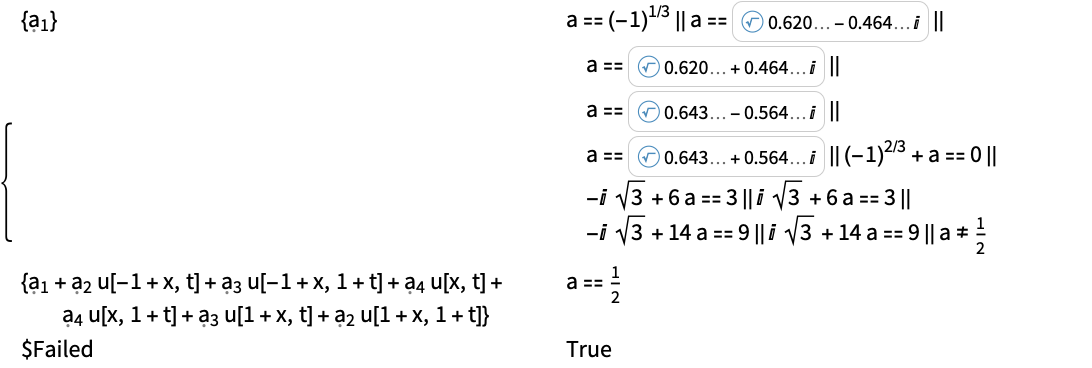 {a₁} a == (-1)^1/3 || a == √ 0.620... - 0.464... ⅈ ||
a == √ 0.620... + 0.464... ⅈ ||
a == √ 0.643... - 0.564... ⅈ ||
a == √ 0.643... + 0.564... ⅈ || (-1)^2/3 + a == 0 ||
-ⅈ √3 + 6 a == 3 || ⅈ √3 + 6 a == 3 ||
-ⅈ √3 + 14 a == 9 || ⅈ √3 + 14 a == 9 || a ≠ 1/2
{a₁ + a₂ u[-1 + x, t] + a₃ u[-1 + x, 1 + t] + a₄ u[x, t] + a == 1/2
a₄ u[x, 1 + t] + a₃ u[1 + x, t] + a₂ u[1 + x, 1 + t]}
$Failed True